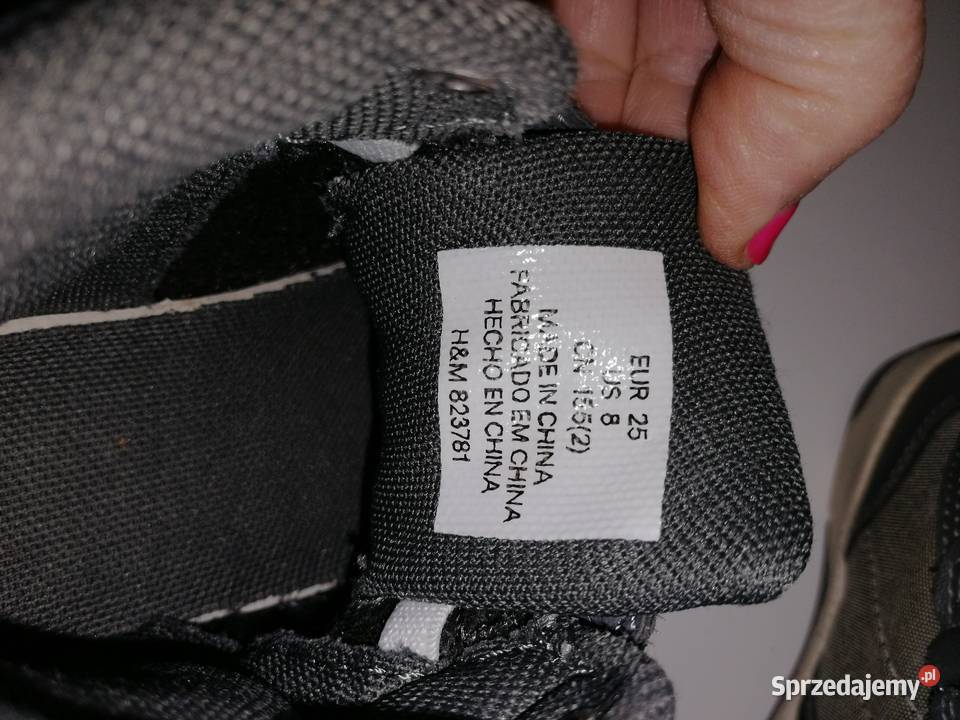 EUR 25
US 8
CN 155(2)
MADE IN CHINA
FABRICADO EM CHINA
HECHO EN CHINA
H&M 823781
Sprzedajemy.pl